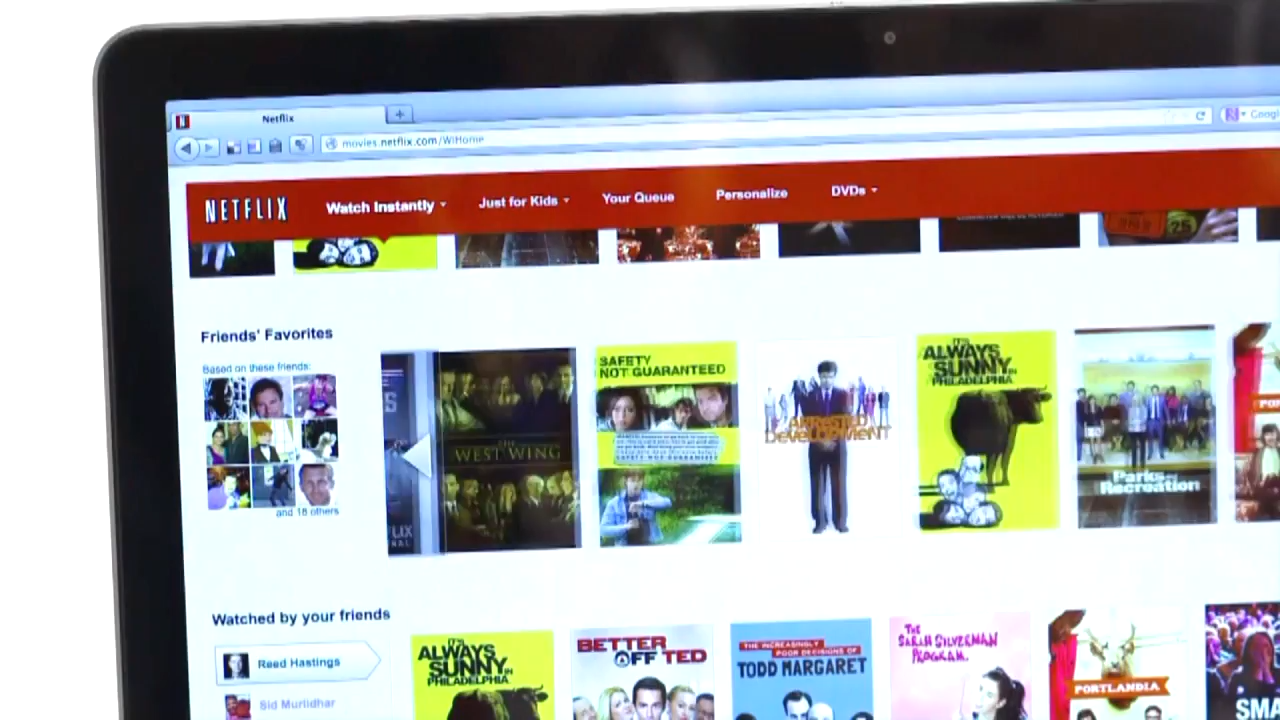 Netflix
movies.netflix.com/WiHome
Google
NETFLIX
Watch Instantly
Just for Kids
Your Queue
Personalize
DVDs
Friends' Favorites
Based on these friends:
and 18 others
THE
WEST WING
SAFETY
NOT GUARANTEED
ARRESTED
DEVELOPMENT
IT'S
ALWAYS
SUNNY IN
PHILADELPHIA
Parks and
Recreation
Watched by your friends
Reed Hastings
Sid Murlidhar
IT'S
ALWAYS
SUNNY IN
PHILADELPHIA
BETTER
OFF TED
THE INCREASINGLY
POOR DECISIONS OF
TODD MARGARET
THE
SARAH SILVERMAN
PROGRAM.
PORTLANDIA
SMA